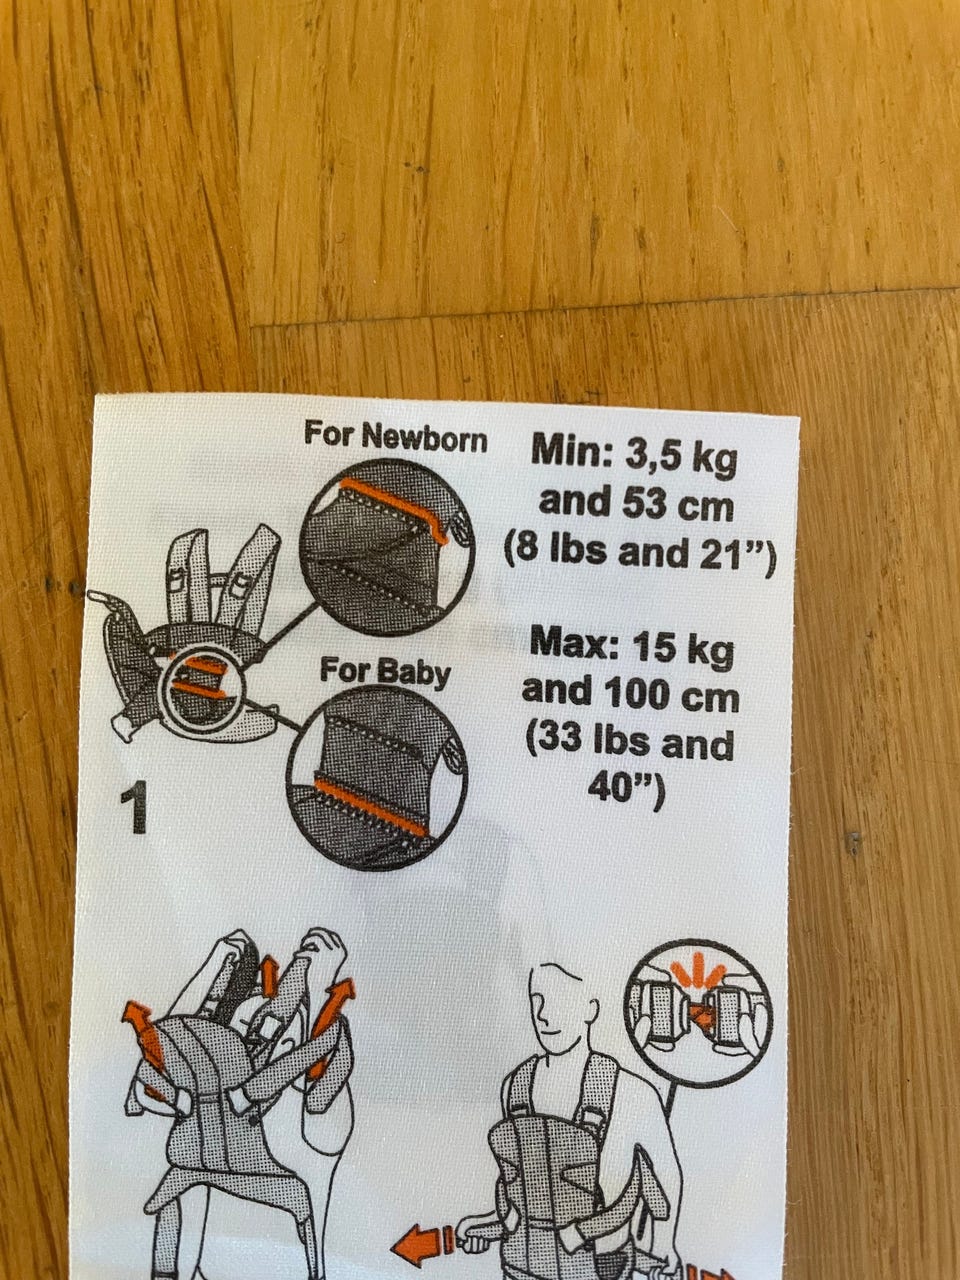 For Newborn
Min: 3,5 kg
and 53 cm
(8 lbs and 21”)
For Baby
Max: 15 kg
and 100 cm
(33 lbs and
40”)
1